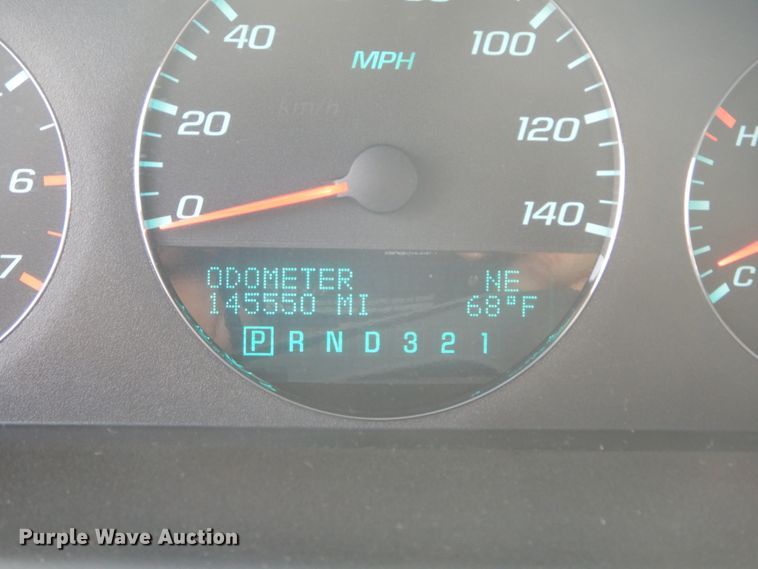 40
100
MPH
km/h
20
120
H
6
0
140
7
C
ODOMETER NE
145550 MI 68°F
P R N D 3 2 1
Purple Wave Auction